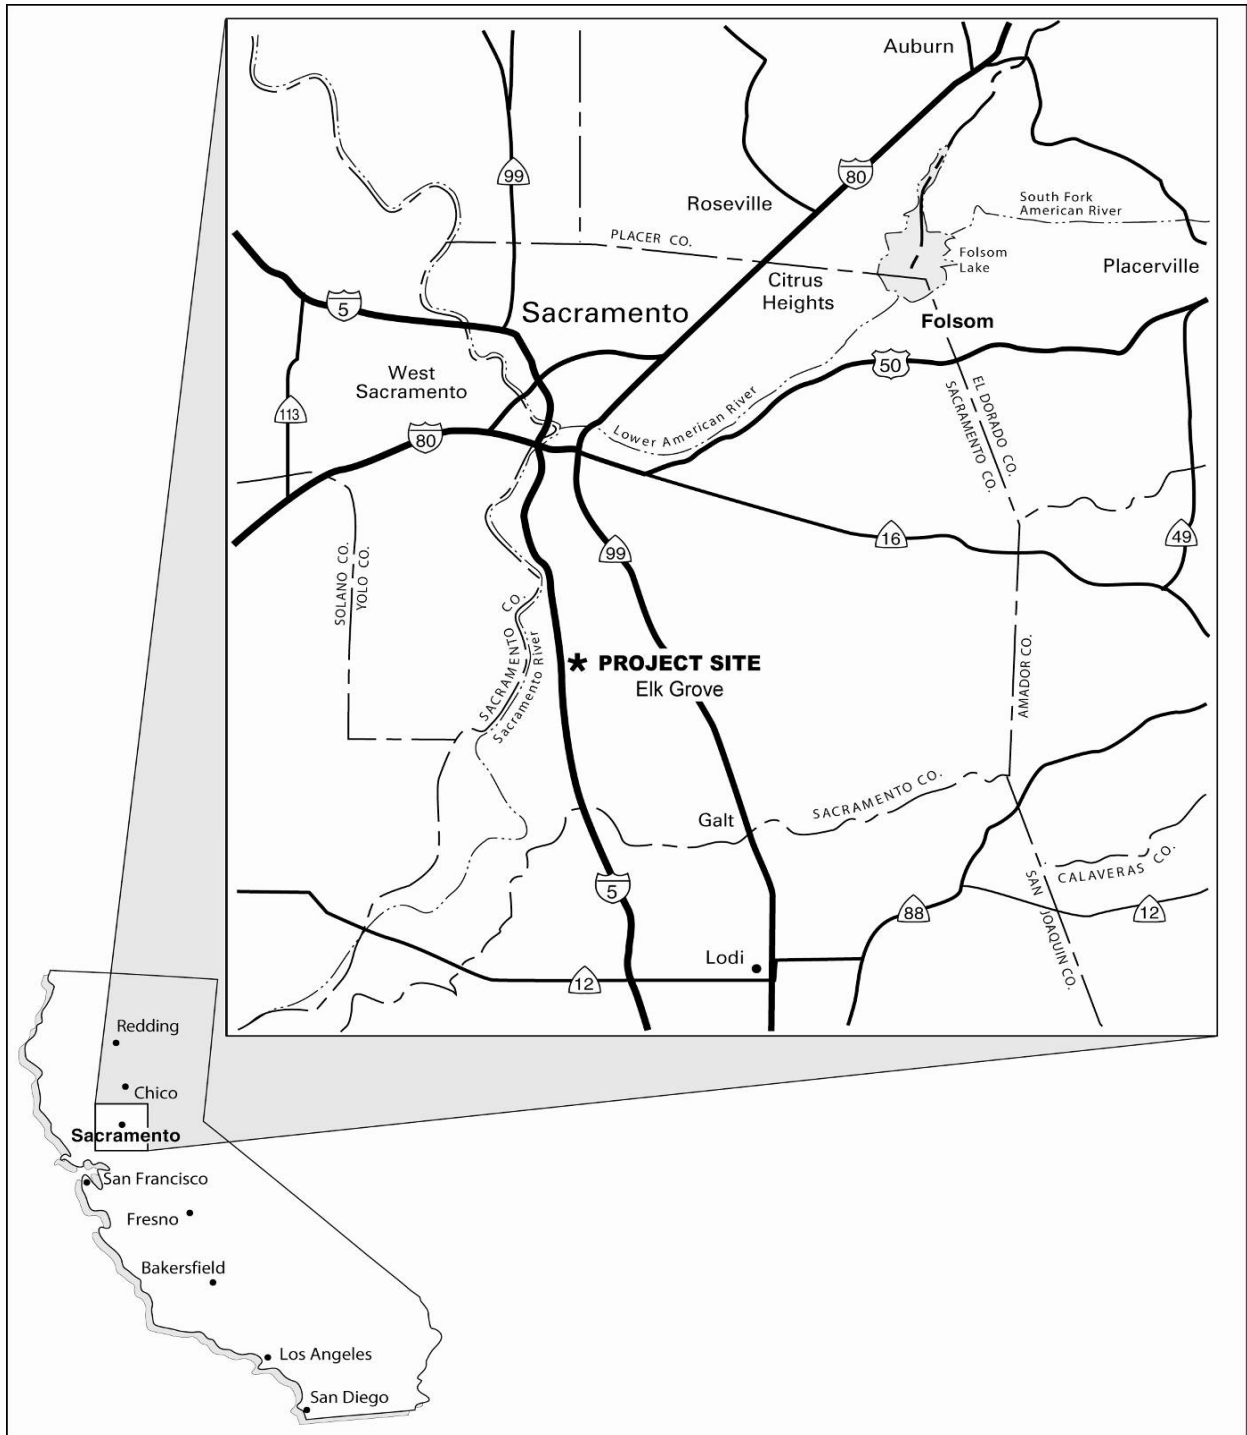 Auburn
99
80
Roseville
South Fork
American River
PLACER CO.
Folsom
Lake
Placerville
Citrus
Heights
5
Sacramento
Folsom
50
West
Sacramento
113
80
Lower American River
EL DORADO CO.
SACRAMENTO CO.
16
49
99
SOLANO CO.
YOLO CO.
SACRAMENTO CO.
Sacramento River
* PROJECT SITE
Elk Grove
AMADOR CO.
Galt
SACRAMENTO CO.
CALAVERAS CO.
SAN JOAQUIN CO.
5
88
12
Lodi
12
Redding
Chico
Sacramento
San Francisco
Fresno
Bakersfield
Los Angeles
San Diego